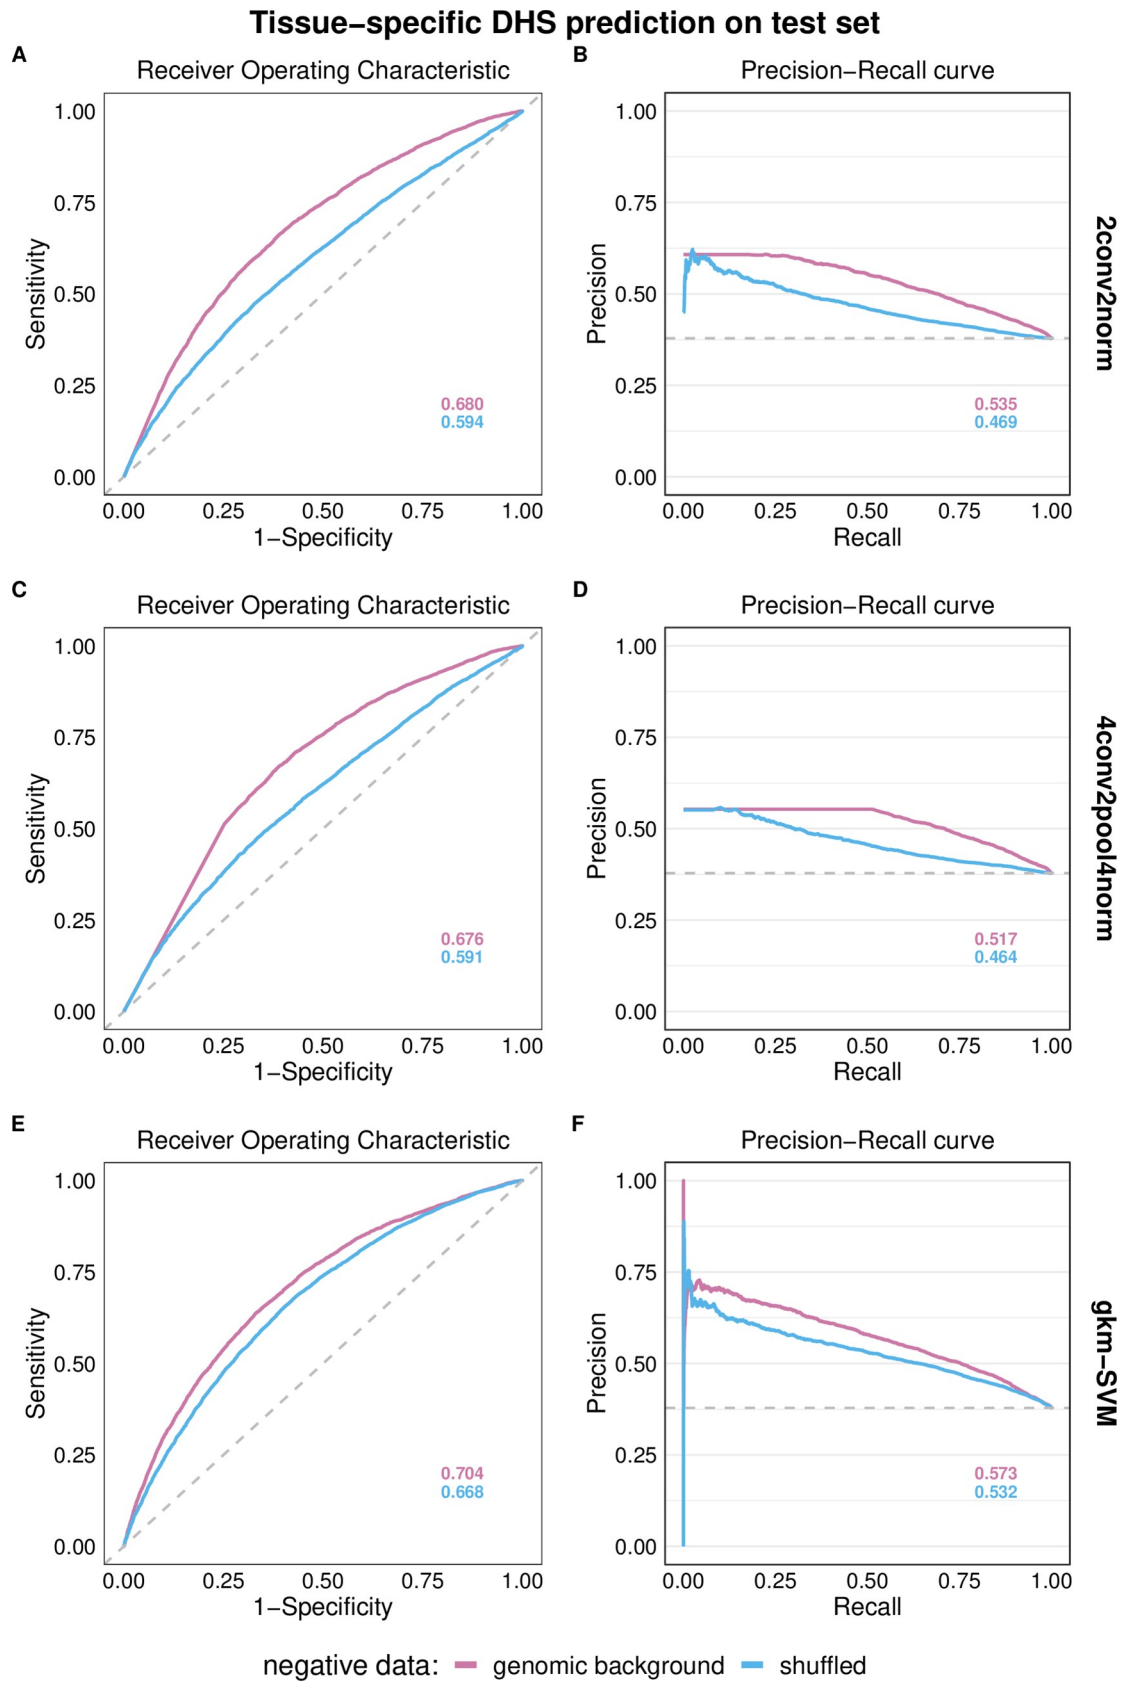 Tissue−specific DHS prediction on test set
A
Receiver Operating Characteristic
1.00
0.75
0.50
0.25
0.00
Sensitivity
0.680
0.594
0.00 0.25 0.50 0.75 1.00
1−Specificity
B
Precision−Recall curve
1.00
0.75
0.50
0.25
0.00
Precision
0.535
0.469
0.00 0.25 0.50 0.75 1.00
Recall
2conv2norm
C
Receiver Operating Characteristic
1.00
0.75
0.50
0.25
0.00
Sensitivity
0.676
0.591
0.00 0.25 0.50 0.75 1.00
1−Specificity
D
Precision−Recall curve
1.00
0.75
0.50
0.25
0.00
Precision
0.517
0.464
0.00 0.25 0.50 0.75 1.00
Recall
4conv2pool4norm
E
Receiver Operating Characteristic
1.00
0.75
0.50
0.25
0.00
Sensitivity
0.704
0.668
0.00 0.25 0.50 0.75 1.00
1−Specificity
F
Precision−Recall curve
1.00
0.75
0.50
0.25
0.00
Precision
0.573
0.532
0.00 0.25 0.50 0.75 1.00
Recall
gkm−SVM
negative data: genomic background shuffled